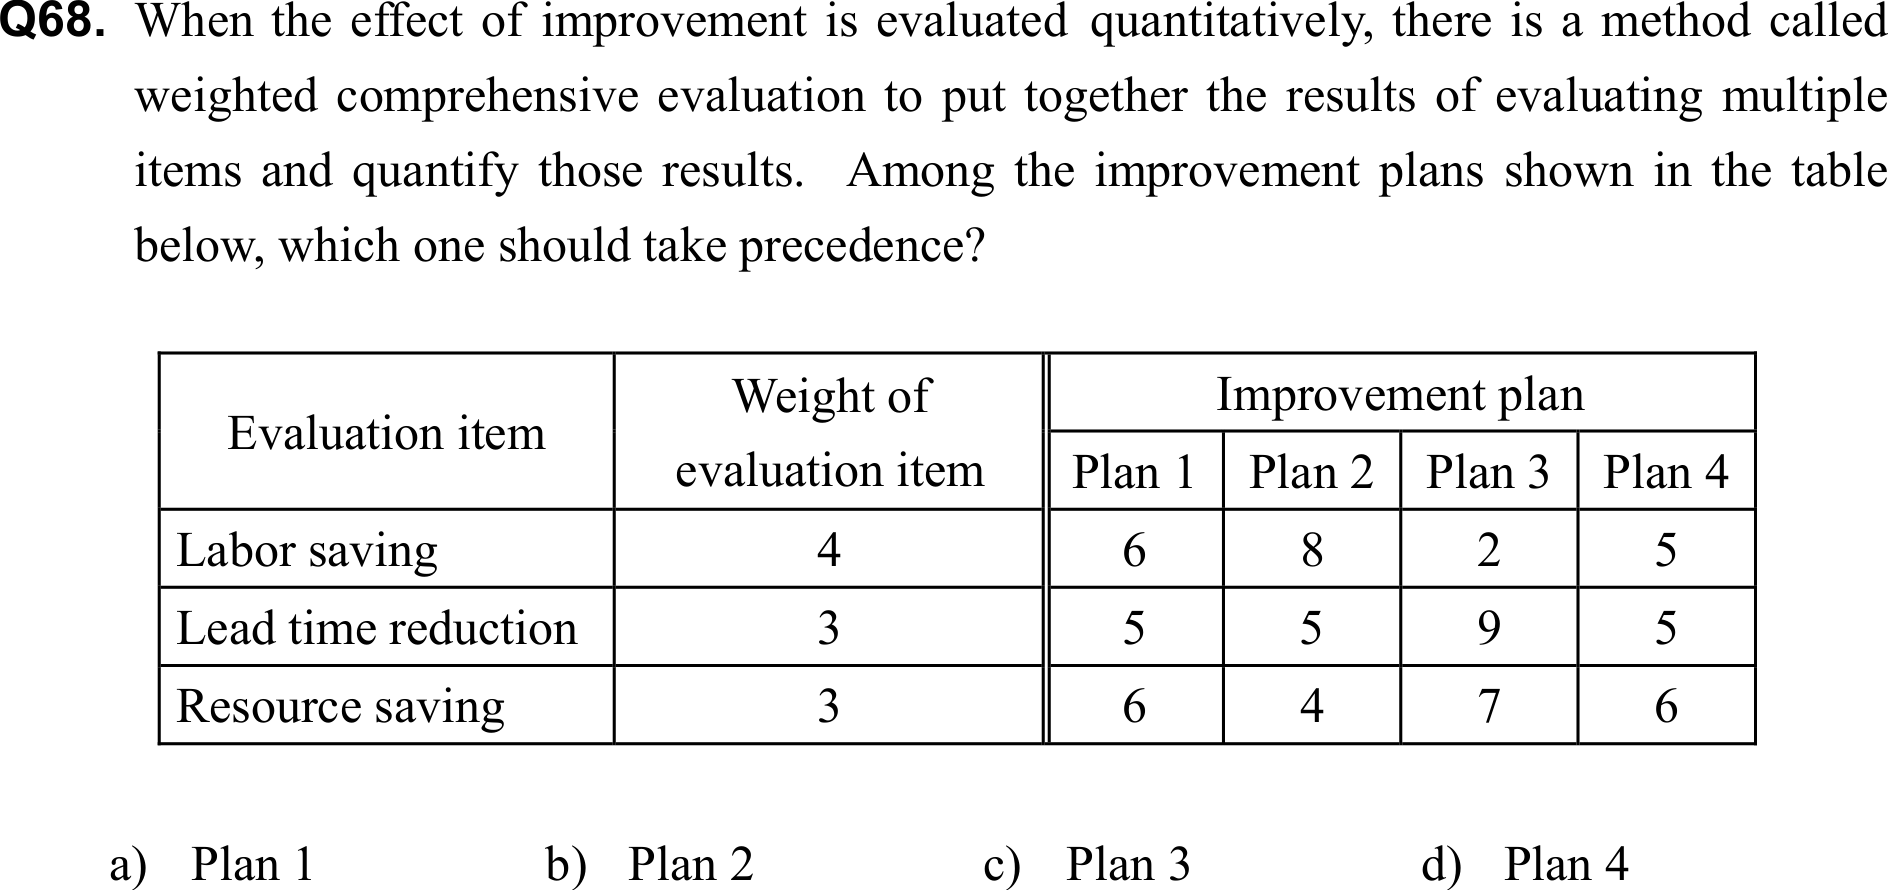 Q68. When the effect of improvement is evaluated quantitatively, there is a method called
weighted comprehensive evaluation to put together the results of evaluating multiple
items and quantify those results. Among the improvement plans shown in the table
below, which one should take precedence?
Evaluation item Weight of evaluation item Improvement plan
Plan 1 Plan 2 Plan 3 Plan 4
Labor saving 4 6 8 2 5
Lead time reduction 3 5 5 9 5
Resource saving 3 6 4 7 6
a) Plan 1 b) Plan 2 c) Plan 3 d) Plan 4